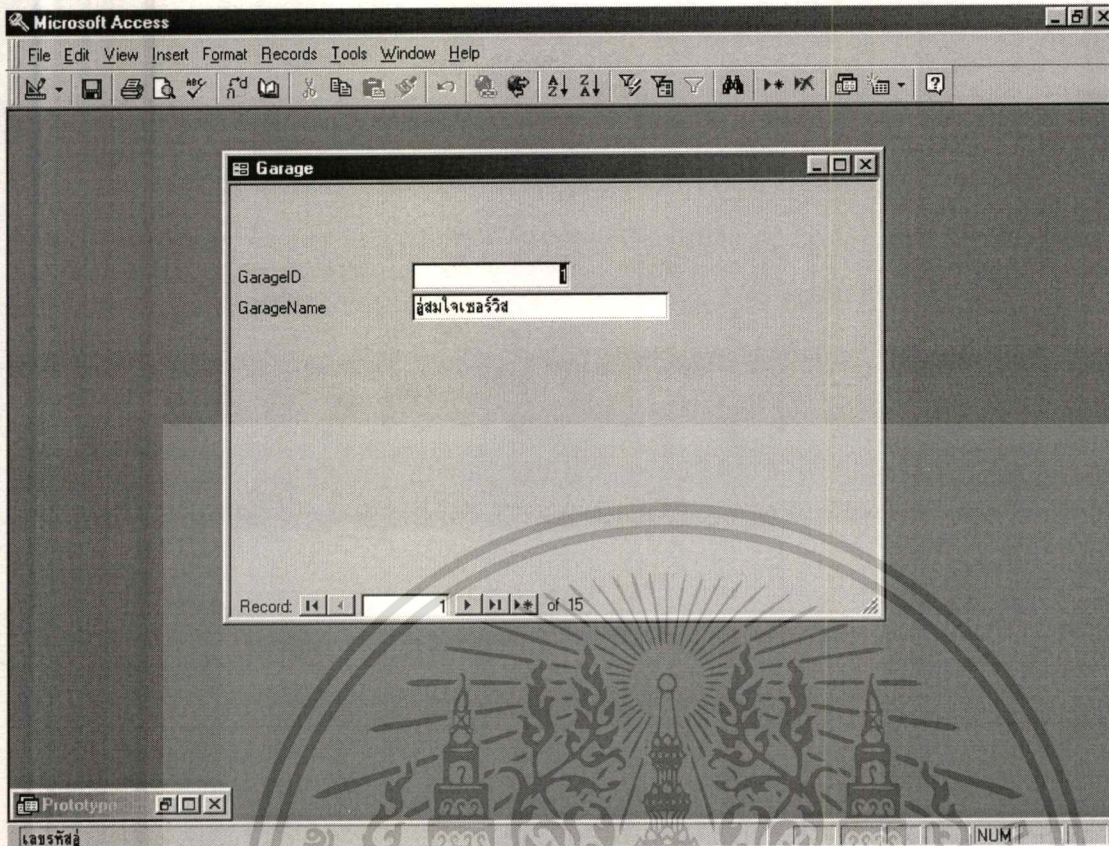 Microsoft Access
File Edit View Insert Format Records Tools Window Help
Garage
GarageID 1
GarageName อู่สมใจเซอร์วิส
Record: 1 of 15
Prototype
เลขรหัสอู่
NUM